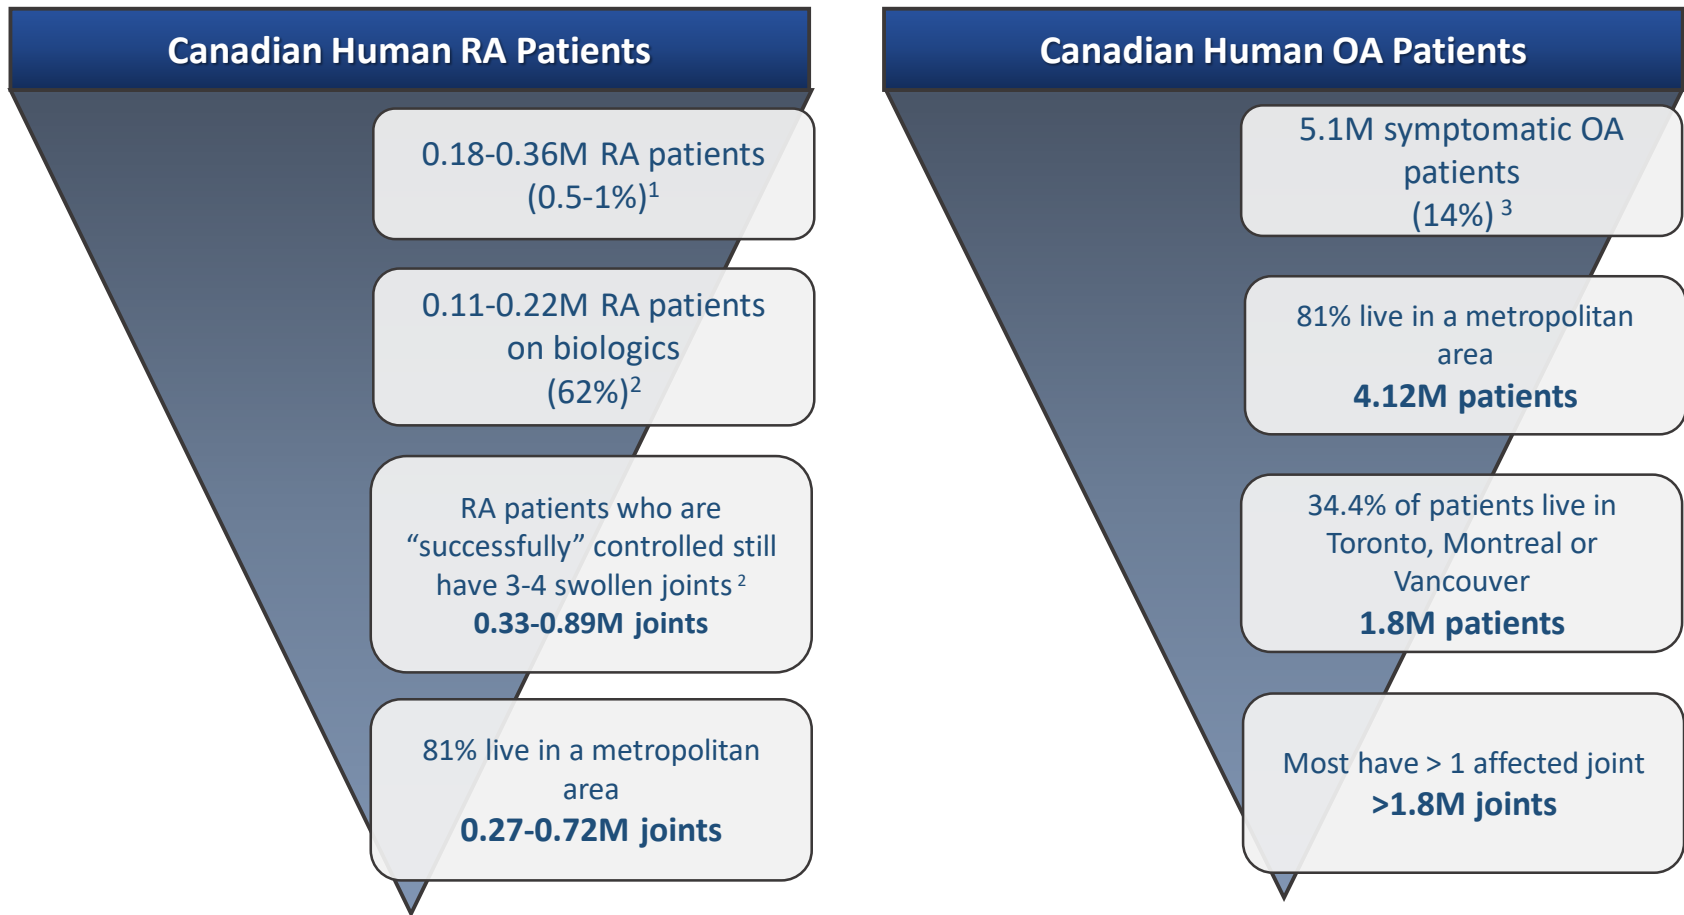 Canadian Human RA Patients
0.18-0.36M RA patients
(0.5-1%)1
0.11-0.22M RA patients
on biologics
(62%)2
RA patients who are
“successfully” controlled still
have 3-4 swollen joints 2
0.33-0.89M joints
81% live in a metropolitan
area
0.27-0.72M joints
Canadian Human OA Patients
5.1M symptomatic OA
patients
(14%) 3
81% live in a metropolitan
area
4.12M patients
34.4% of patients live in
Toronto, Montreal or
Vancouver
1.8M patients
Most have > 1 affected joint
>1.8M joints